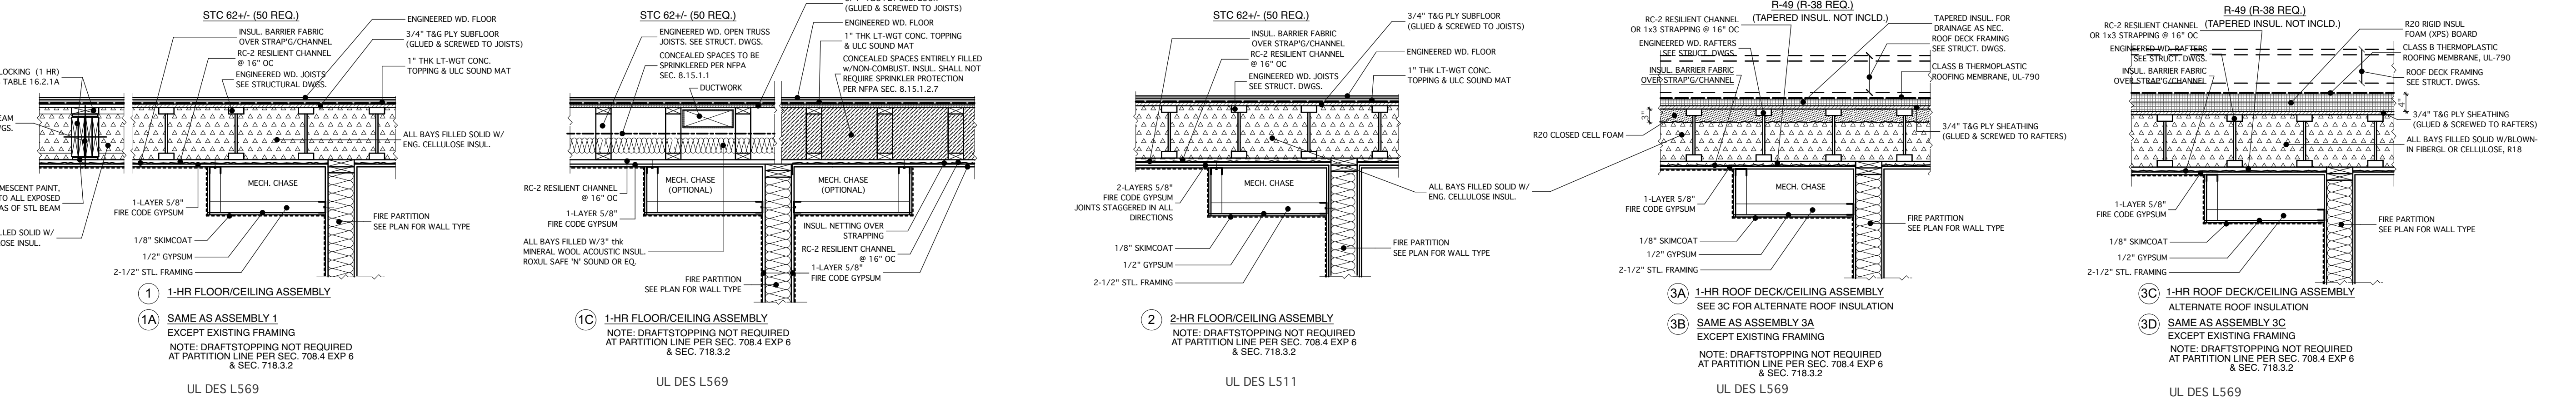 LOCKING (1 HR)
TABLE 16.2.1A
EAM
GS.
MESCENT PAINT,
TO ALL EXPOSED
AS OF STL BEAM
LLED SOLID W/
OSE INSUL.
STC 62+/- (50 REQ.)
INSUL. BARRIER FABRIC
OVER STRAP'G/CHANNEL
RC-2 RESILIENT CHANNEL
@ 16" OC
ENGINEERED WD. JOISTS
SEE STRUCTURAL DWGS.
ENGINEERED WD. FLOOR
3/4" T&G PLY SUBFLOOR
(GLUED & SCREWED TO JOISTS)
1" THK LT-WGT CONC.
TOPPING & ULC SOUND MAT
ALL BAYS FILLED SOLID W/
ENG. CELLULOSE INSUL.
MECH. CHASE
1-LAYER 5/8"
FIRE CODE GYPSUM
FIRE PARTITION
SEE PLAN FOR WALL TYPE
1/8" SKIMCOAT
1/2" GYPSUM
2-1/2" STL. FRAMING
1 1-HR FLOOR/CEILING ASSEMBLY
1A SAME AS ASSEMBLY 1
EXCEPT EXISTING FRAMING
NOTE: DRAFTSTOPPING NOT REQUIRED
AT PARTITION LINE PER SEC. 708.4 EXP 6
& SEC. 718.3.2
UL DES L569
STC 62+/- (50 REQ.)
ENGINEERED WD. OPEN TRUSS
JOISTS. SEE STRUCT. DWGS.
CONCEALED SPACES TO BE
SPRINKLERED PER NFPA
SEC. 8.15.1.1
DUCTWORK
(GLUED & SCREWED TO JOISTS)
ENGINEERED WD. FLOOR
1" THK LT-WGT CONC. TOPPING
& ULC SOUND MAT
CONCEALED SPACES ENTIRELY FILLED
w/NON-COMBUST. INSUL. SHALL NOT
REQUIRE SPRINKLER PROTECTION
PER NFPA SEC. 8.15.1.2.7
MECH. CHASE
(OPTIONAL)
MECH. CHASE
(OPTIONAL)
RC-2 RESILIENT CHANNEL
@ 16" OC
1-LAYER 5/8"
FIRE CODE GYPSUM
ALL BAYS FILLED W/3" thk
MINERAL WOOL ACOUSTIC INSUL.
ROXUL SAFE 'N' SOUND OR EQ.
FIRE PARTITION
SEE PLAN FOR WALL TYPE
INSUL. NETTING OVER
STRAPPING
RC-2 RESILIENT CHANNEL
@ 16" OC
1-LAYER 5/8"
FIRE CODE GYPSUM
1C 1-HR FLOOR/CEILING ASSEMBLY
NOTE: DRAFTSTOPPING NOT REQUIRED
AT PARTITION LINE PER SEC. 708.4 EXP 6
& SEC. 718.3.2
UL DES L569
STC 62+/- (50 REQ.)
INSUL. BARRIER FABRIC
OVER STRAP'G/CHANNEL
RC-2 RESILIENT CHANNEL
@ 16" OC
ENGINEERED WD. JOISTS
SEE STRUCT. DWGS.
3/4" T&G PLY SUBFLOOR
(GLUED & SCREWED TO JOISTS)
ENGINEERED WD. FLOOR
1" THK LT-WGT CONC.
TOPPING & ULC SOUND MAT
2-LAYERS 5/8"
FIRE CODE GYPSUM
JOINTS STAGGERED IN ALL
DIRECTIONS
MECH. CHASE
ALL BAYS FILLED SOLID W/
ENG. CELLULOSE INSUL.
1/8" SKIMCOAT
1/2" GYPSUM
2-1/2" STL. FRAMING
FIRE PARTITION
SEE PLAN FOR WALL TYPE
2 2-HR FLOOR/CEILING ASSEMBLY
NOTE: DRAFTSTOPPING NOT REQUIRED
AT PARTITION LINE PER SEC. 708.4 EXP 6
& SEC. 718.3.2
UL DES L511
R-49 (R-38 REQ.)
(TAPERED INSUL. NOT INCLD.)
RC-2 RESILIENT CHANNEL
OR 1x3 STRAPPING @ 16" OC
ENGINEERED WD. RAFTERS
SEE STRUCT. DWGS.
INSUL. BARRIER FABRIC
OVER STRAP'G/CHANNEL
TAPERED INSUL. FOR
DRAINAGE AS NEC.
ROOF DECK FRAMING
SEE STRUCT. DWGS.
CLASS B THERMOPLASTIC
ROOFING MEMBRANE, UL-790
3"
R20 CLOSED CELL FOAM
3/4" T&G PLY SHEATHING
(GLUED & SCREWED TO RAFTERS)
MECH. CHASE
1-LAYER 5/8"
FIRE CODE GYPSUM
FIRE PARTITION
SEE PLAN FOR WALL TYPE
1/8" SKIMCOAT
1/2" GYPSUM
2-1/2" STL. FRAMING
3A 1-HR ROOF DECK/CEILING ASSEMBLY
SEE 3C FOR ALTERNATE ROOF INSULATION
3B SAME AS ASSEMBLY 3A
EXCEPT EXISTING FRAMING
NOTE: DRAFTSTOPPING NOT REQUIRED
AT PARTITION LINE PER SEC. 708.4 EXP 6
& SEC. 718.3.2
UL DES L569
R-49 (R-38 REQ.)
(TAPERED INSUL. NOT INCLD.)
RC-2 RESILIENT CHANNEL
OR 1x3 STRAPPING @ 16" OC
ENGINEERED WD. RAFTERS
SEE STRUCT. DWGS.
INSUL. BARRIER FABRIC
OVER STRAP'G/CHANNEL
R20 RIGID INSUL
FOAM (XPS) BOARD
CLASS B THERMOPLASTIC
ROOFING MEMBRANE, UL-790
ROOF DECK FRAMING
SEE STRUCT. DWGS.
4"
3/4" T&G PLY SHEATHING
(GLUED & SCREWED TO RAFTERS)
ALL BAYS FILLED SOLID W/BLOWN-
IN FIBERGL OR CELLULOSE, R18
MECH. CHASE
1-LAYER 5/8"
FIRE CODE GYPSUM
FIRE PARTITION
SEE PLAN FOR WALL TYPE
1/8" SKIMCOAT
1/2" GYPSUM
2-1/2" STL. FRAMING
3C 1-HR ROOF DECK/CEILING ASSEMBLY
ALTERNATE ROOF INSULATION
3D SAME AS ASSEMBLY 3C
EXCEPT EXISTING FRAMING
NOTE: DRAFTSTOPPING NOT REQUIRED
AT PARTITION LINE PER SEC. 708.4 EXP 6
& SEC. 718.3.2
UL DES L569